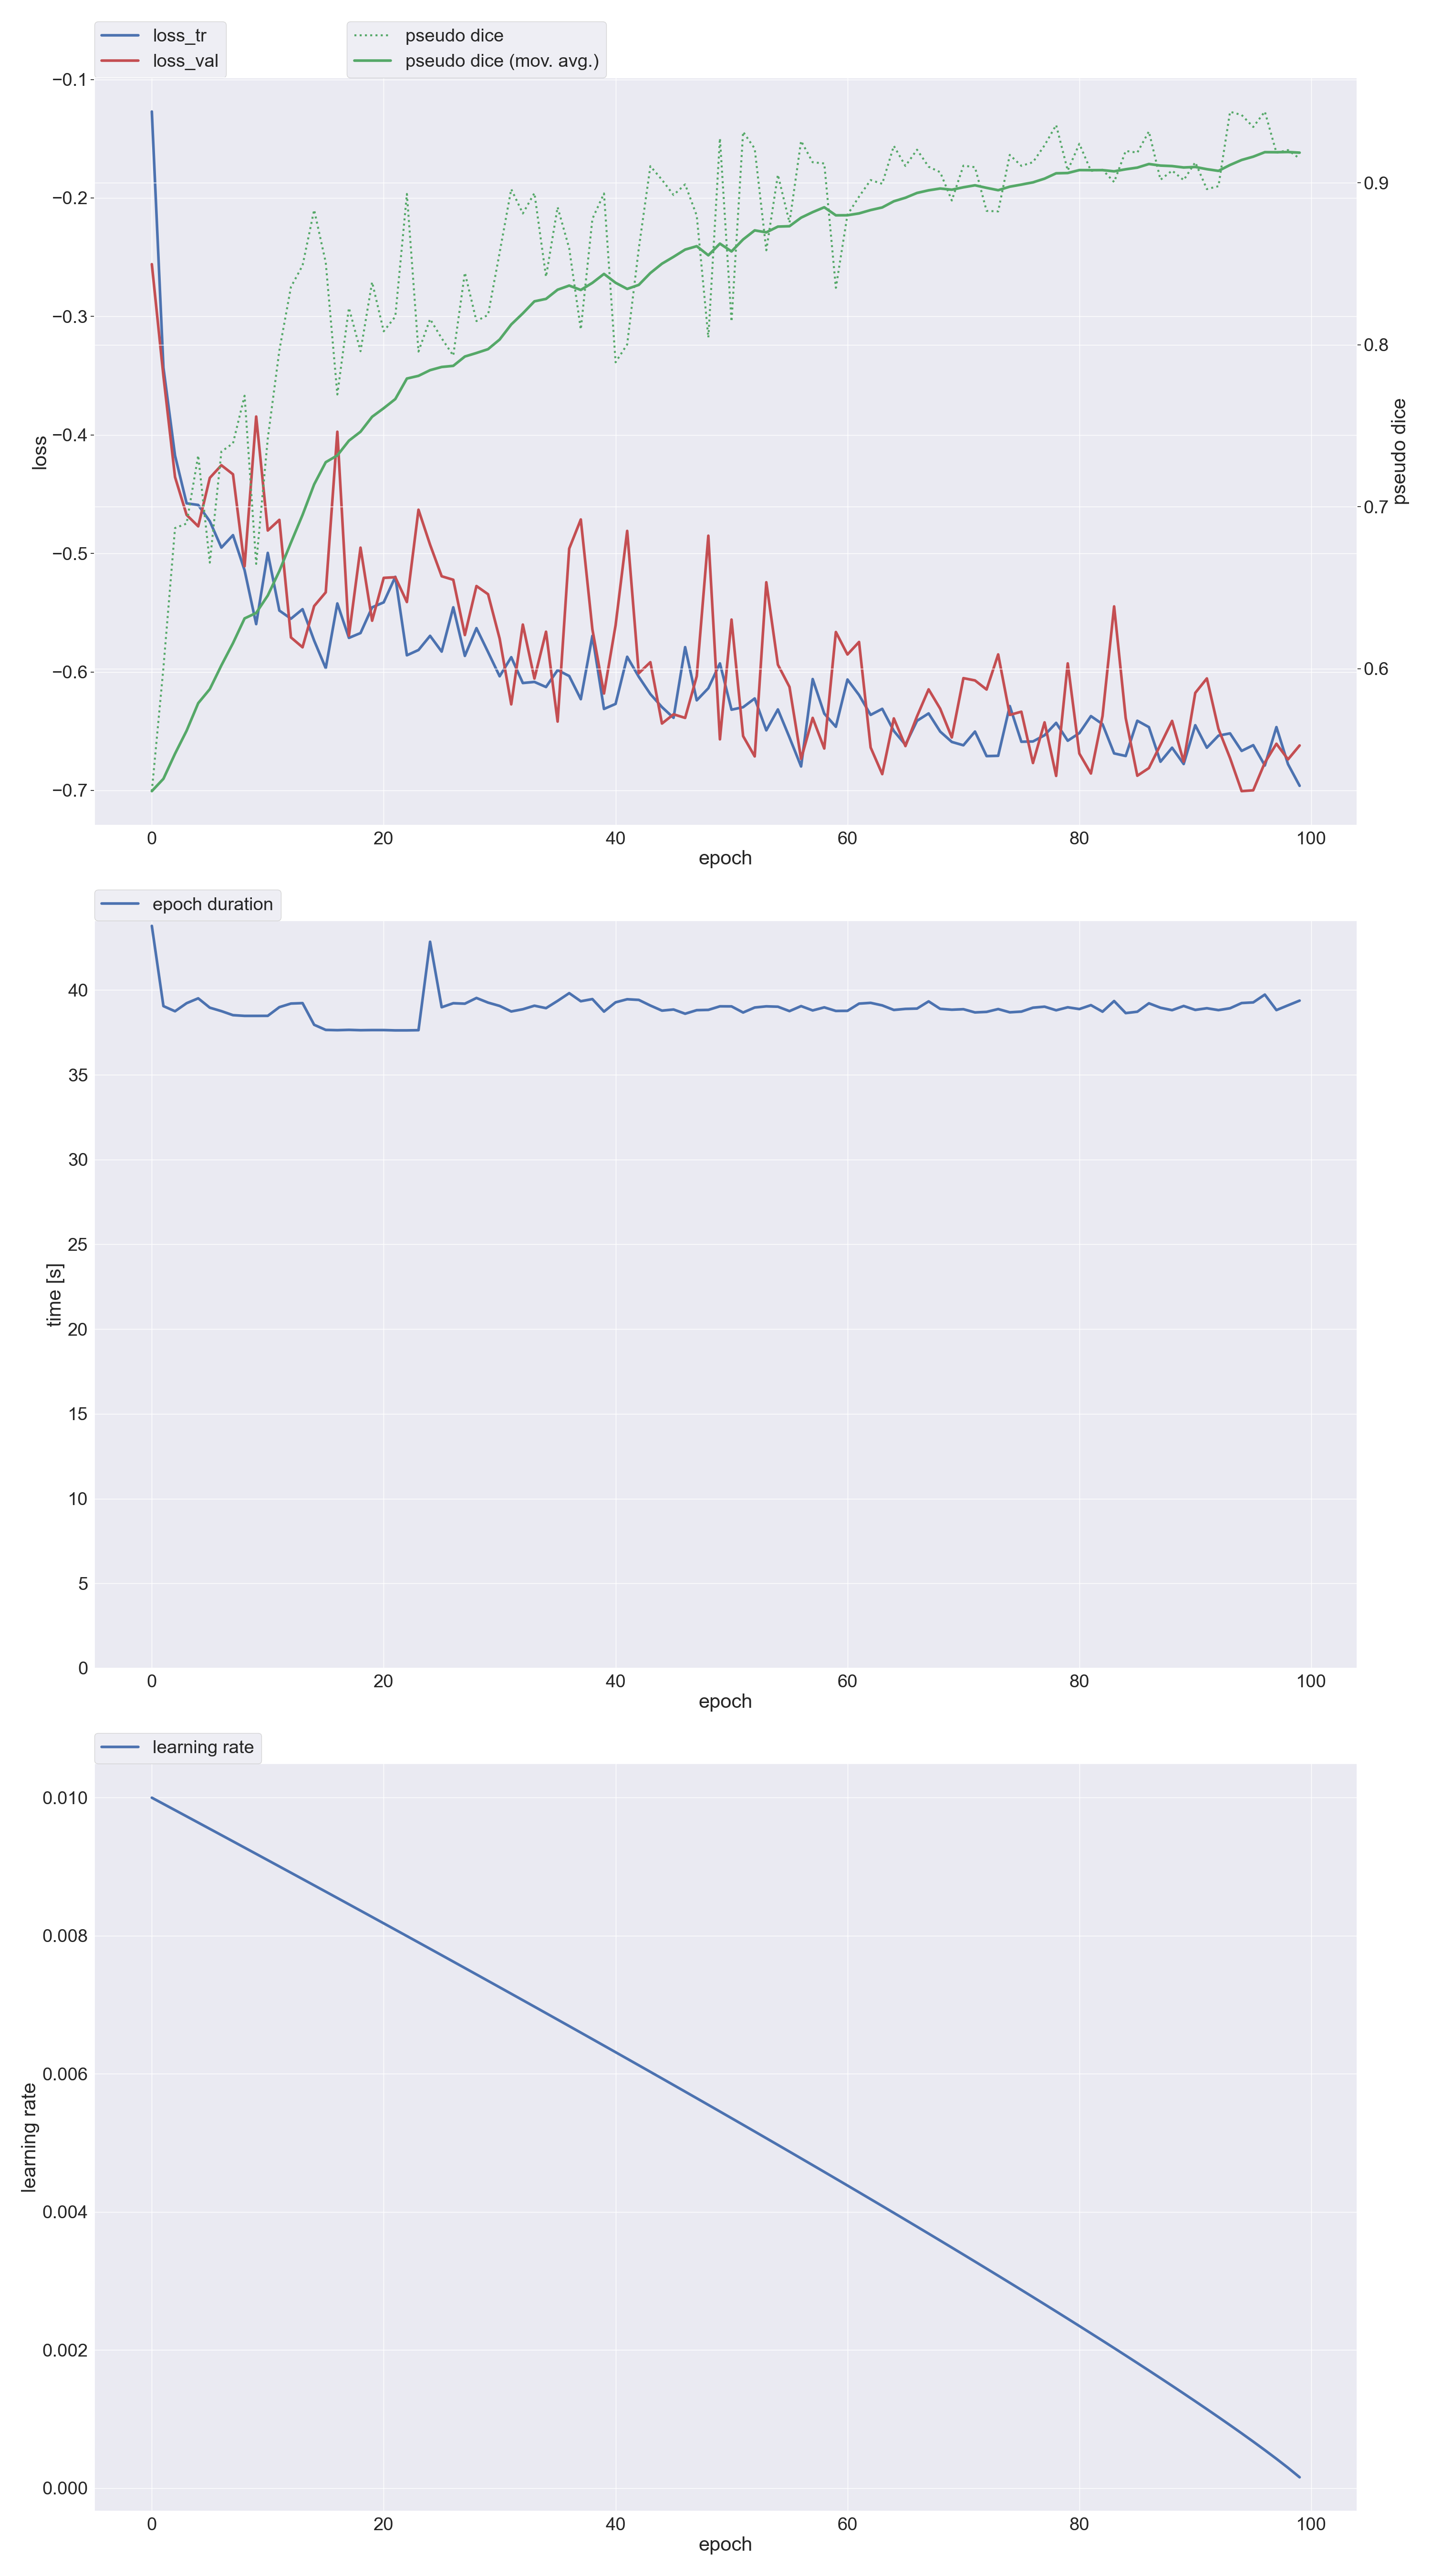 loss_tr
loss_val
pseudo dice
pseudo dice (mov. avg.)
−0.1
−0.2
−0.3
−0.4
−0.5
−0.6
−0.7
loss
0.9
0.8
0.7
0.6
pseudo dice
0 20 40 60 80 100
epoch
epoch duration
40
35
30
25
20
15
10
5
0
time [s]
0 20 40 60 80 100
epoch
learning rate
0.010
0.008
0.006
0.004
0.002
0.000
learning rate
0 20 40 60 80 100
epoch